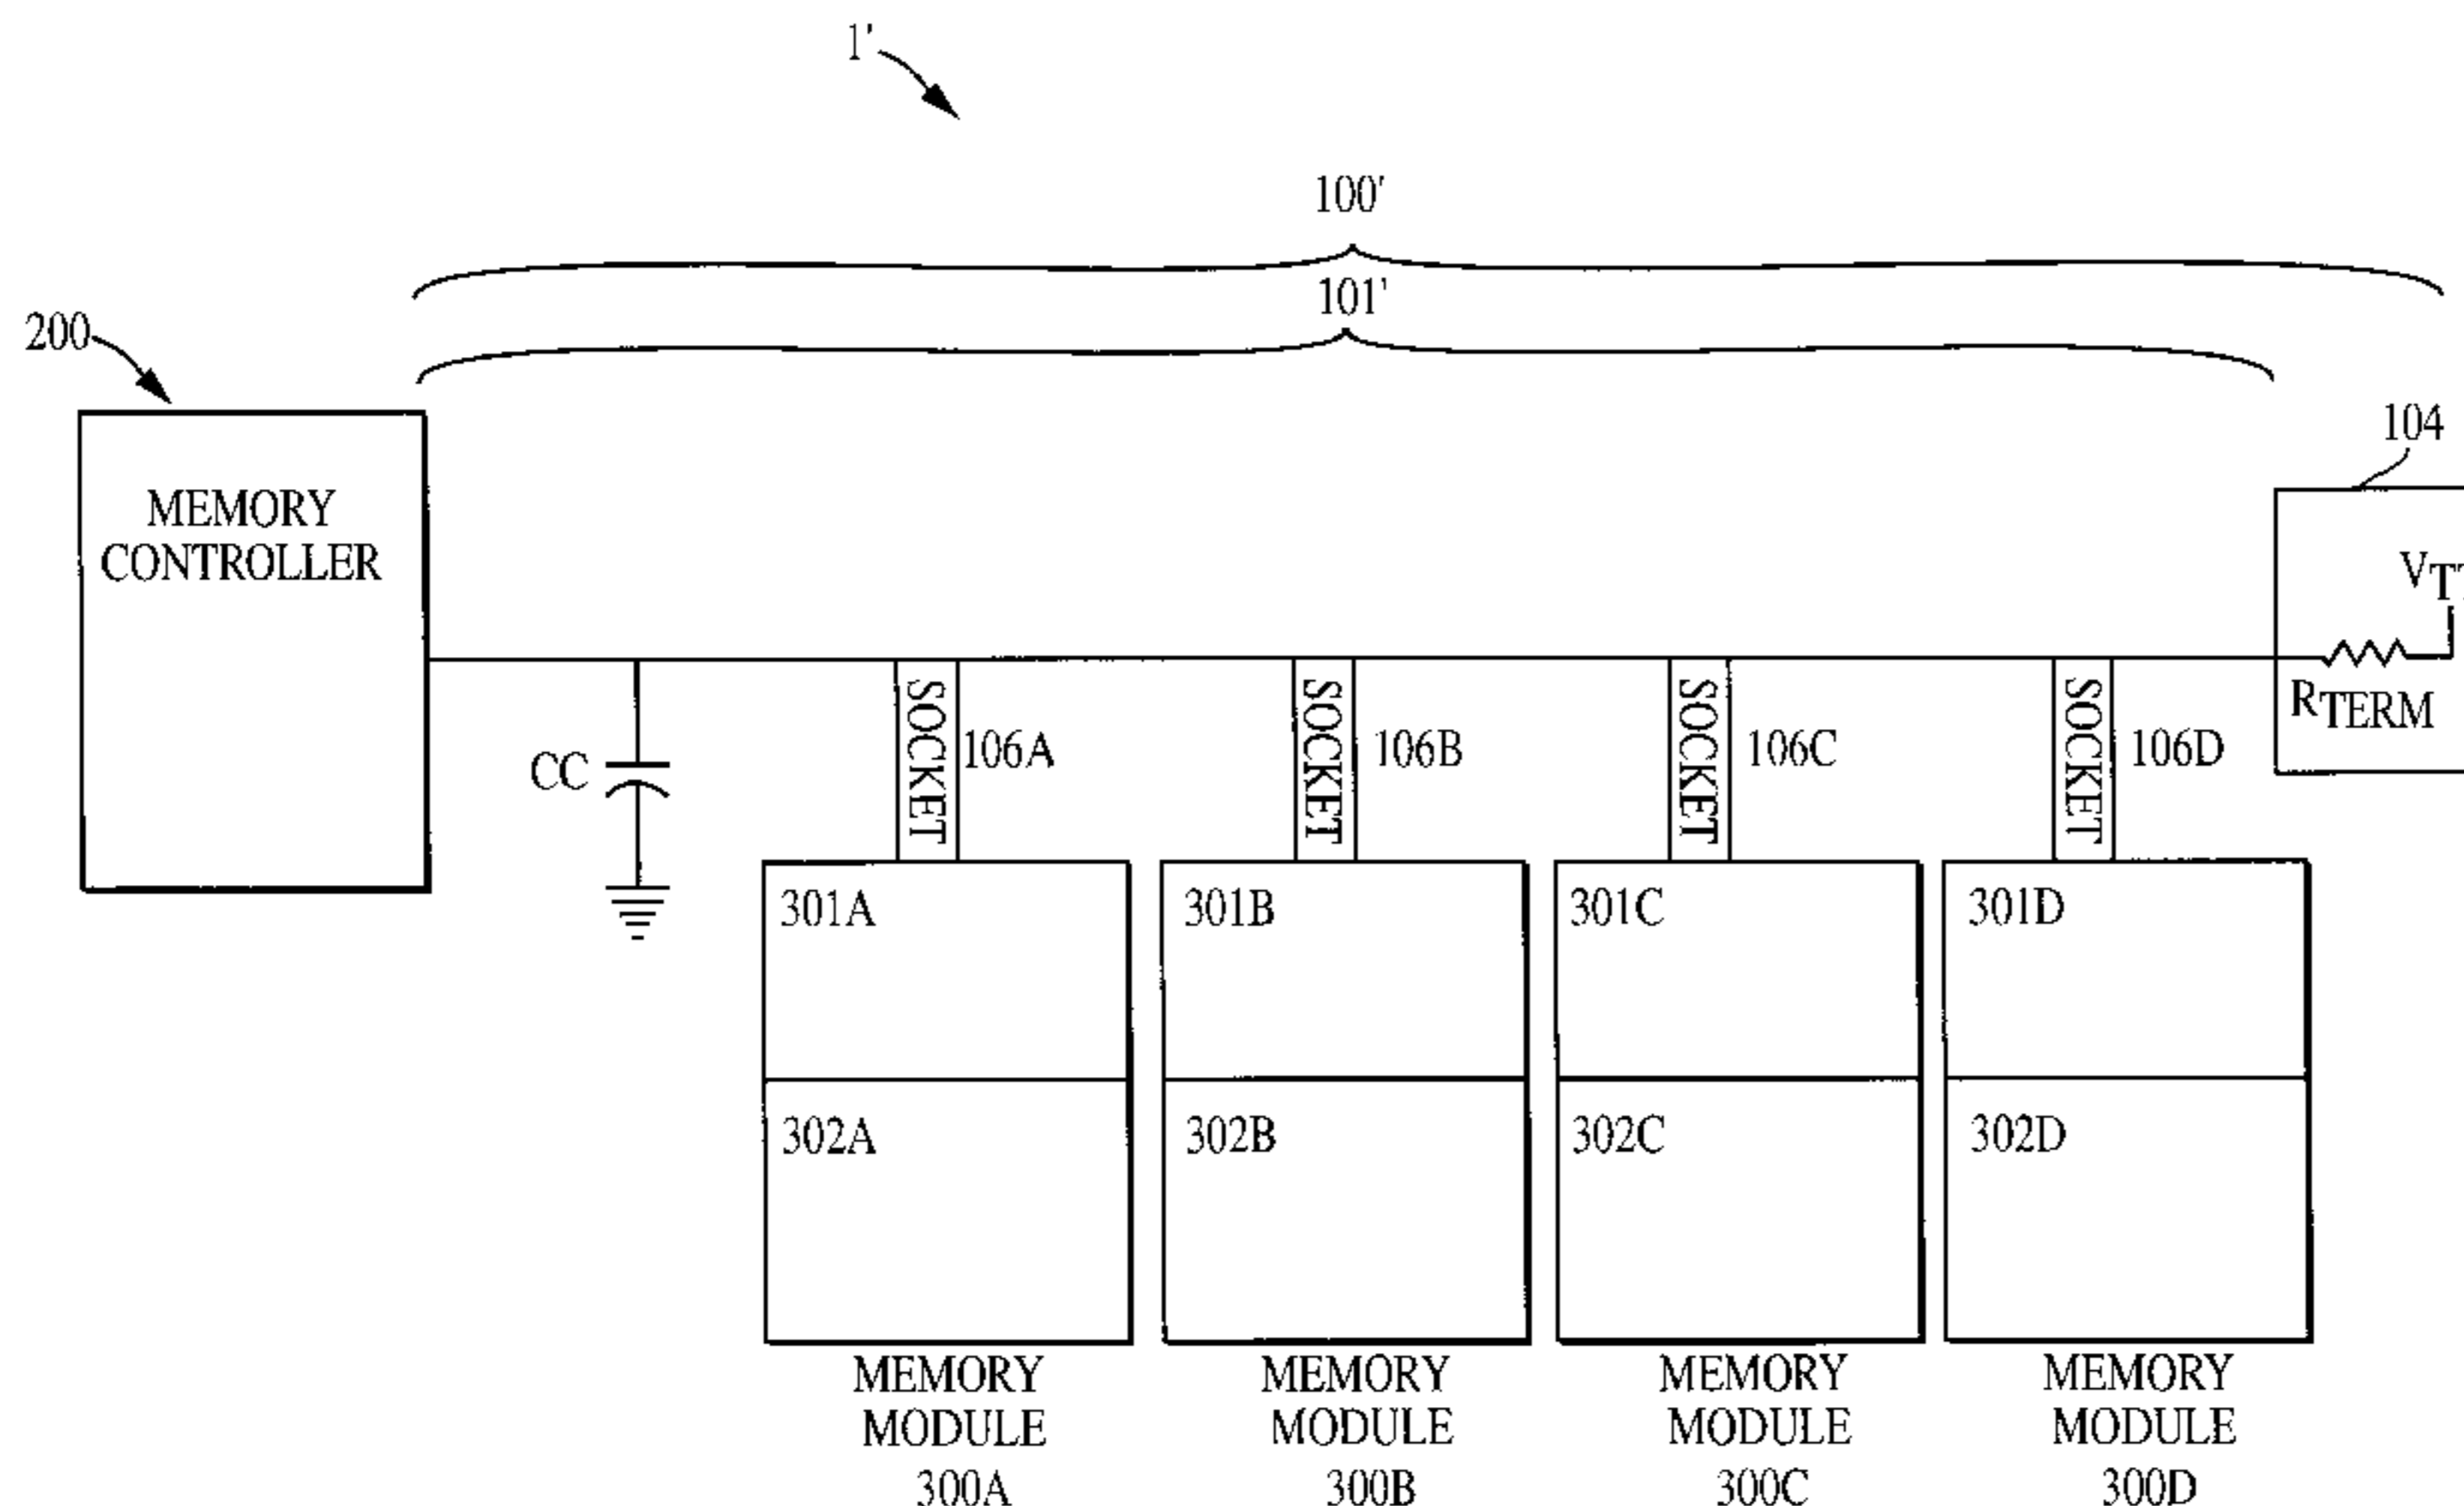 1'
100'
101'
200
104
MEMORY
CONTROLLER
VTT
RTERM
CC
SOCKET
106A
SOCKET
106B
SOCKET
106C
SOCKET
106D
301A
301B
301C
301D
302A
302B
302C
302D
MEMORY
MODULE
300A
MEMORY
MODULE
300B
MEMORY
MODULE
300C
MEMORY
MODULE
300D